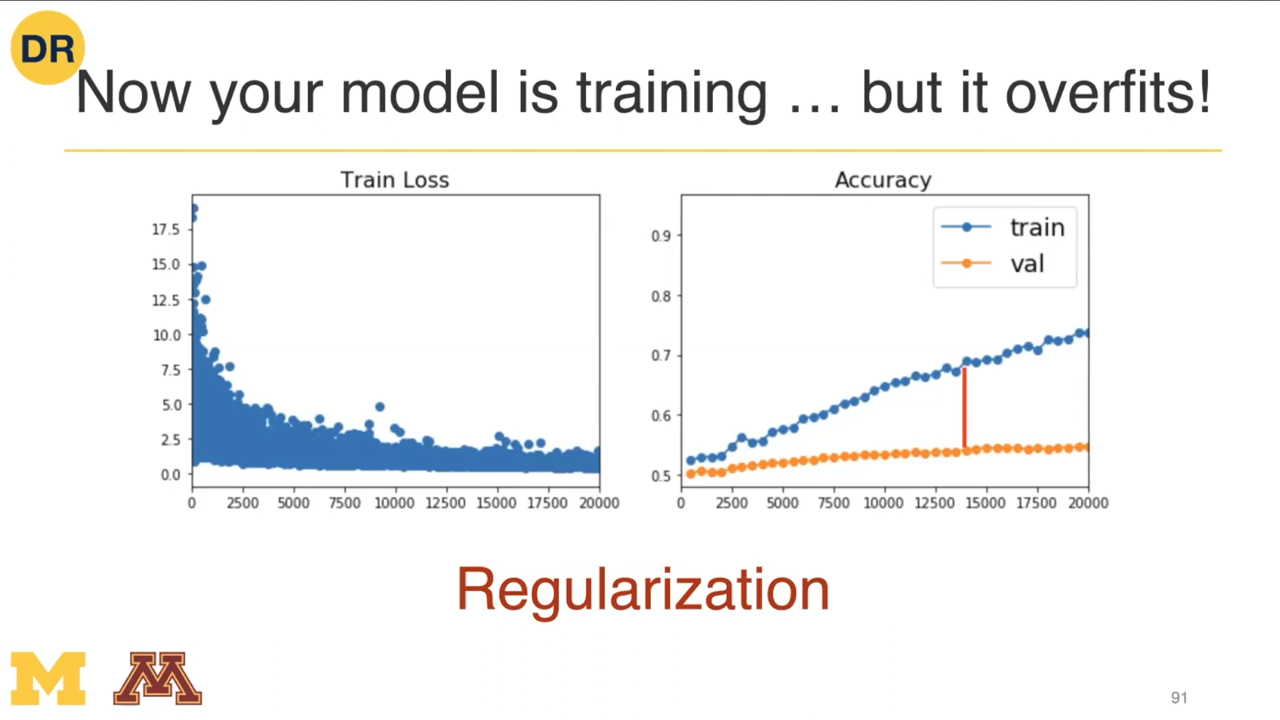 DR
Now your model is training … but it overfits!
Train Loss
17.5
15.0
12.5
10.0
7.5
5.0
2.5
0.0
0 2500 5000 7500 10000 12500 15000 17500 20000
Accuracy
train
val
0.9
0.8
0.7
0.6
0.5
0 2500 5000 7500 10000 12500 15000 17500 20000
Regularization
M M
91